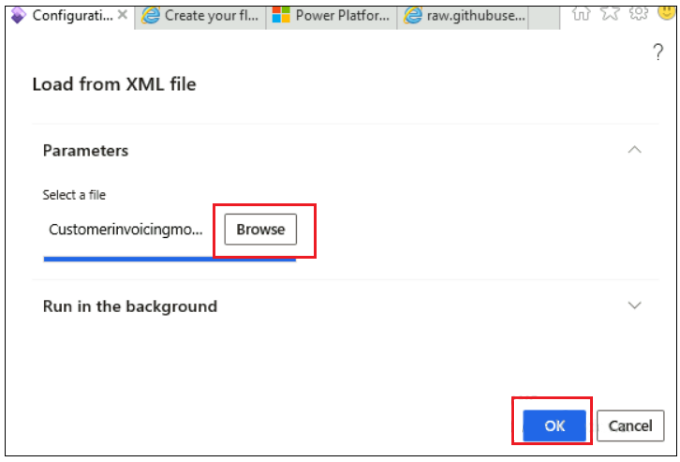 Configurati... × Create your fl... Power Platfor... raw.githubuse...
?
Load from XML file
Parameters
Select a file
Customerinvoicingmo... Browse
Run in the background
OK Cancel